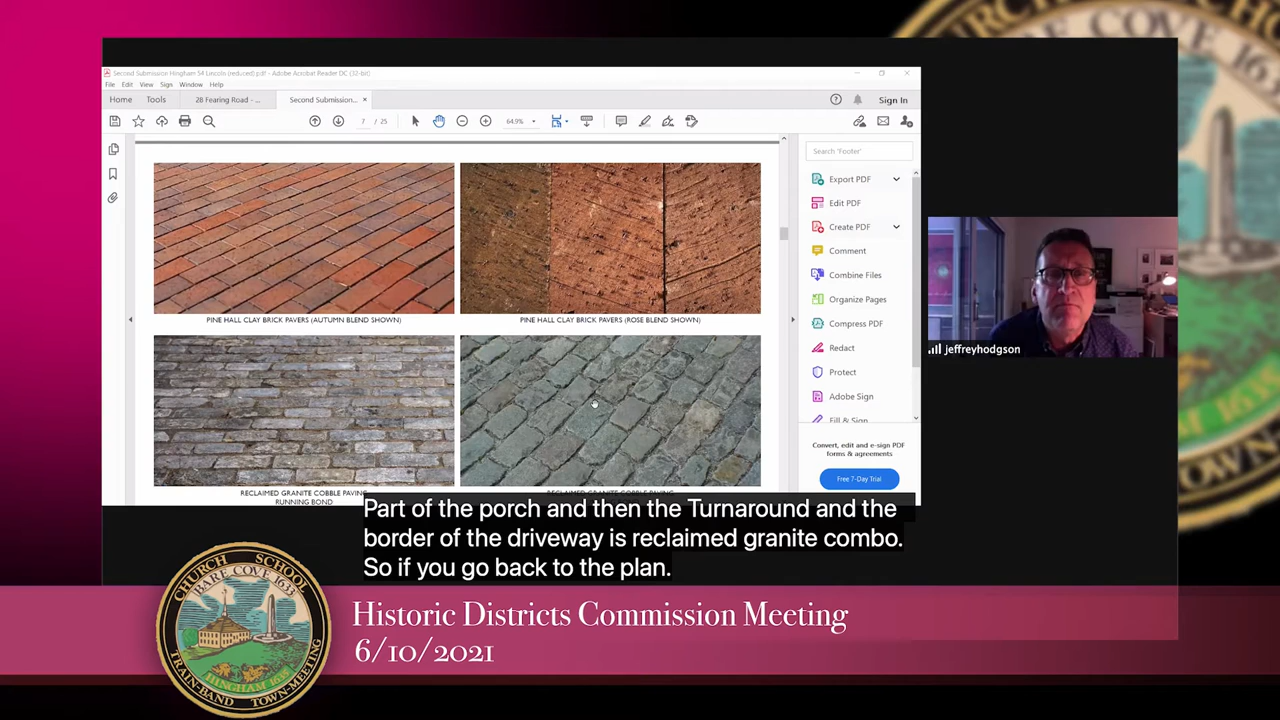 Second Submission Hingham 54 Lincoln (reduced).pdf - Adobe Acrobat Reader DC (32-bit)
File Edit View Sign Window Help
Home Tools 28 Fearing Road - ... Second Submission... × Sign In
7 / 25 64.9%
Search 'Footer'
Export PDF
Edit PDF
Create PDF
Comment
Combine Files
Organize Pages
Compress PDF
Redact
Protect
Adobe Sign
Fill & Sign
Convert, edit and e-sign PDF
forms & agreements
Free 7-Day Trial
PINE HALL CLAY BRICK PAVERS (AUTUMN BLEND SHOWN)
PINE HALL CLAY BRICK PAVERS (ROSE BLEND SHOWN)
RECLAIMED GRANITE COBBLE PAVING
RUNNING BOND
RECLAIMED GRANITE COBBLE PAVING
jeffreyhodgson
Part of the porch and then the Turnaround and the
border of the driveway is reclaimed granite combo.
So if you go back to the plan.
Historic Districts Commission Meeting
6/10/2021
CHURCH SCHOOL
BARE COVE 1633
HINGHAM 1635
TRAIN-BAND TOWN-MEETING